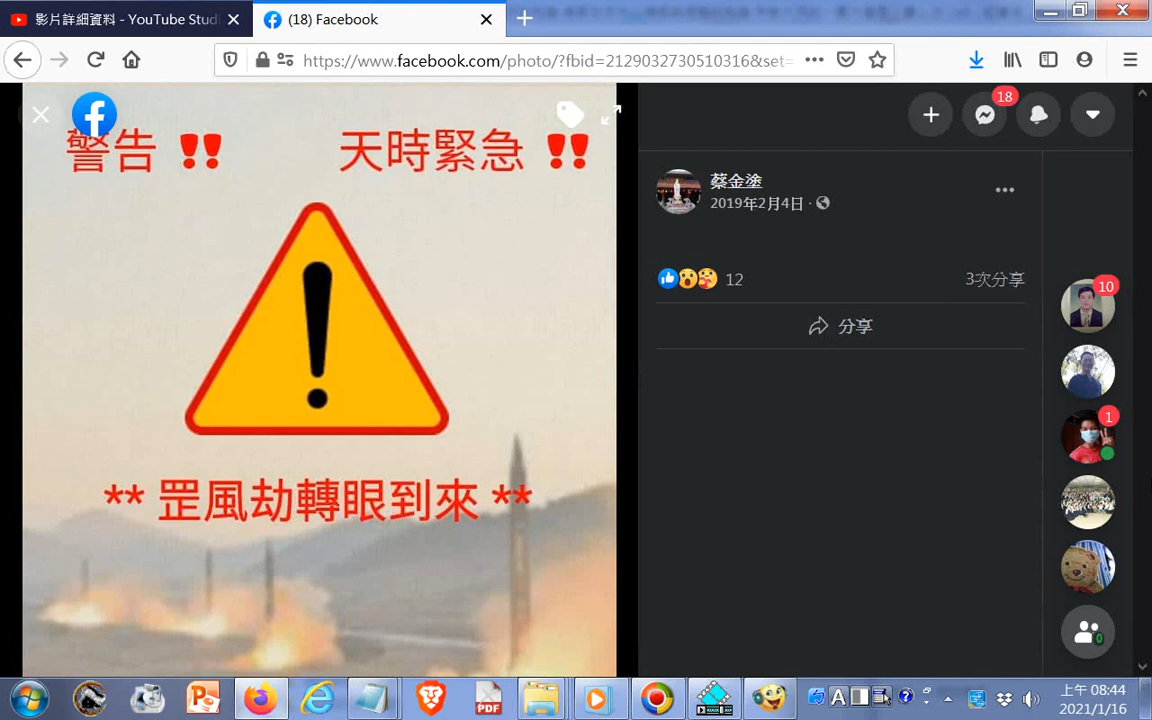 影片詳細資料 - YouTube Studi
(18) Facebook
https://www.facebook.com/photo/?fbid=2129032730510316&set=
警告 ‼ 天時緊急 ‼
** 罡風劫轉眼到來 **
18
蔡金塗
2019年2月4日 ·
12
3次分享
分享
10
1
0
PDF
A
上午 08:44
2021/1/16